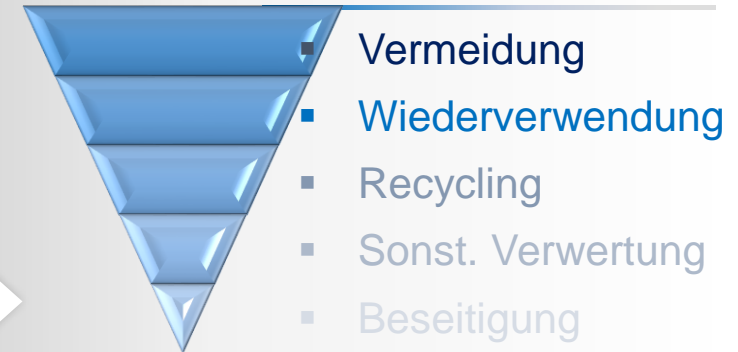 ▪ Vermeidung
▪ Wiederverwendung
▪ Recycling
▪ Sonst. Verwertung
▪ Beseitigung